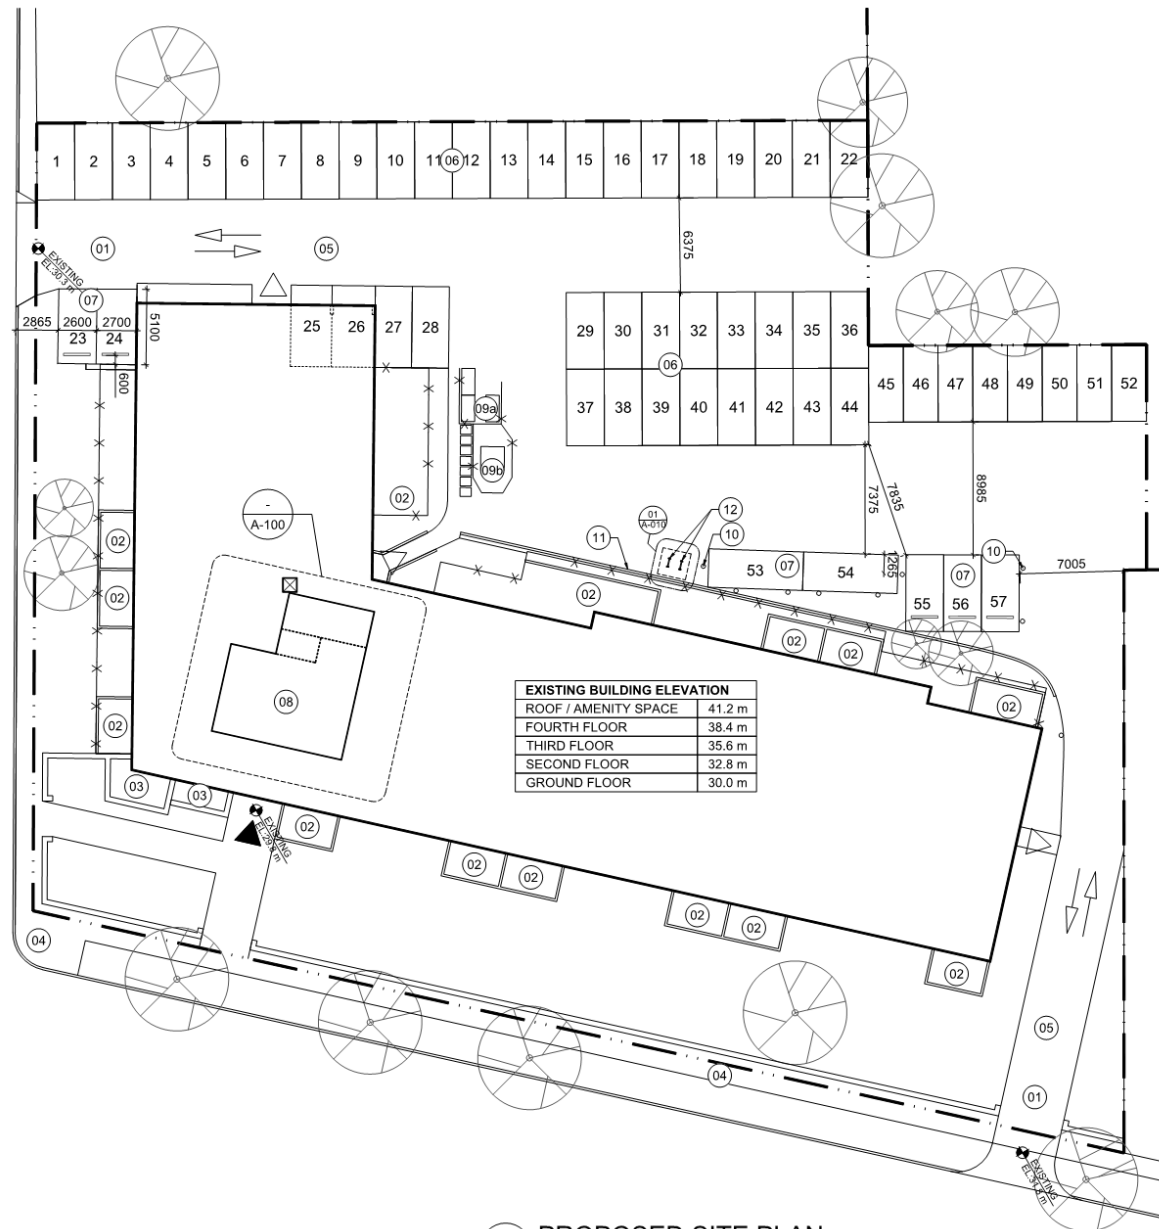 1 2 3 4 5 6 7 8 9 10 11 06 12 13 14 15 16 17 18 19 20 21 22
01
05
6375
EXISTING
EL.30.3 m
07
2865 2600 2700
5100
23 24
600
25 26 27 28
29 30 31 32 33 34 35 36
06
37 38 39 40 41 42 43 44
45 46 47 48 49 50 51 52
09a
09b
02
7375
7835
8985
-
A-100
01
A-010
12
10
11
53 07 54
1265
10
7005
07
55 56 57
02
02
02
02
02
02
02
08
EXISTING BUILDING ELEVATION
ROOF / AMENITY SPACE 41.2 m
FOURTH FLOOR 38.4 m
THIRD FLOOR 35.6 m
SECOND FLOOR 32.8 m
GROUND FLOOR 30.0 m
03
03
EXISTING
02
02
02
02
02
02
04
05
04
01
EXISTING
PROPOSED SITE PLAN